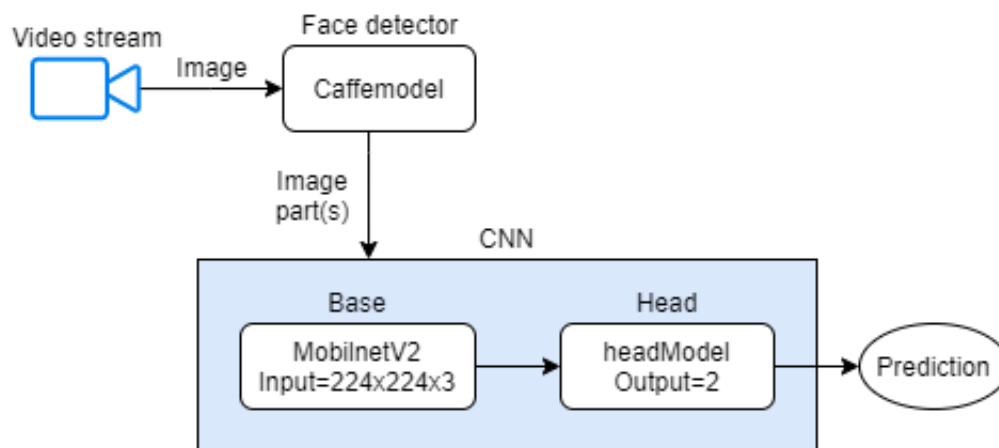 Face detector
Video stream
Image
Caffemodel
Image
part(s)
CNN
Base
Head
MobilnetV2
Input=224x224x3
headModel
Output=2
Prediction